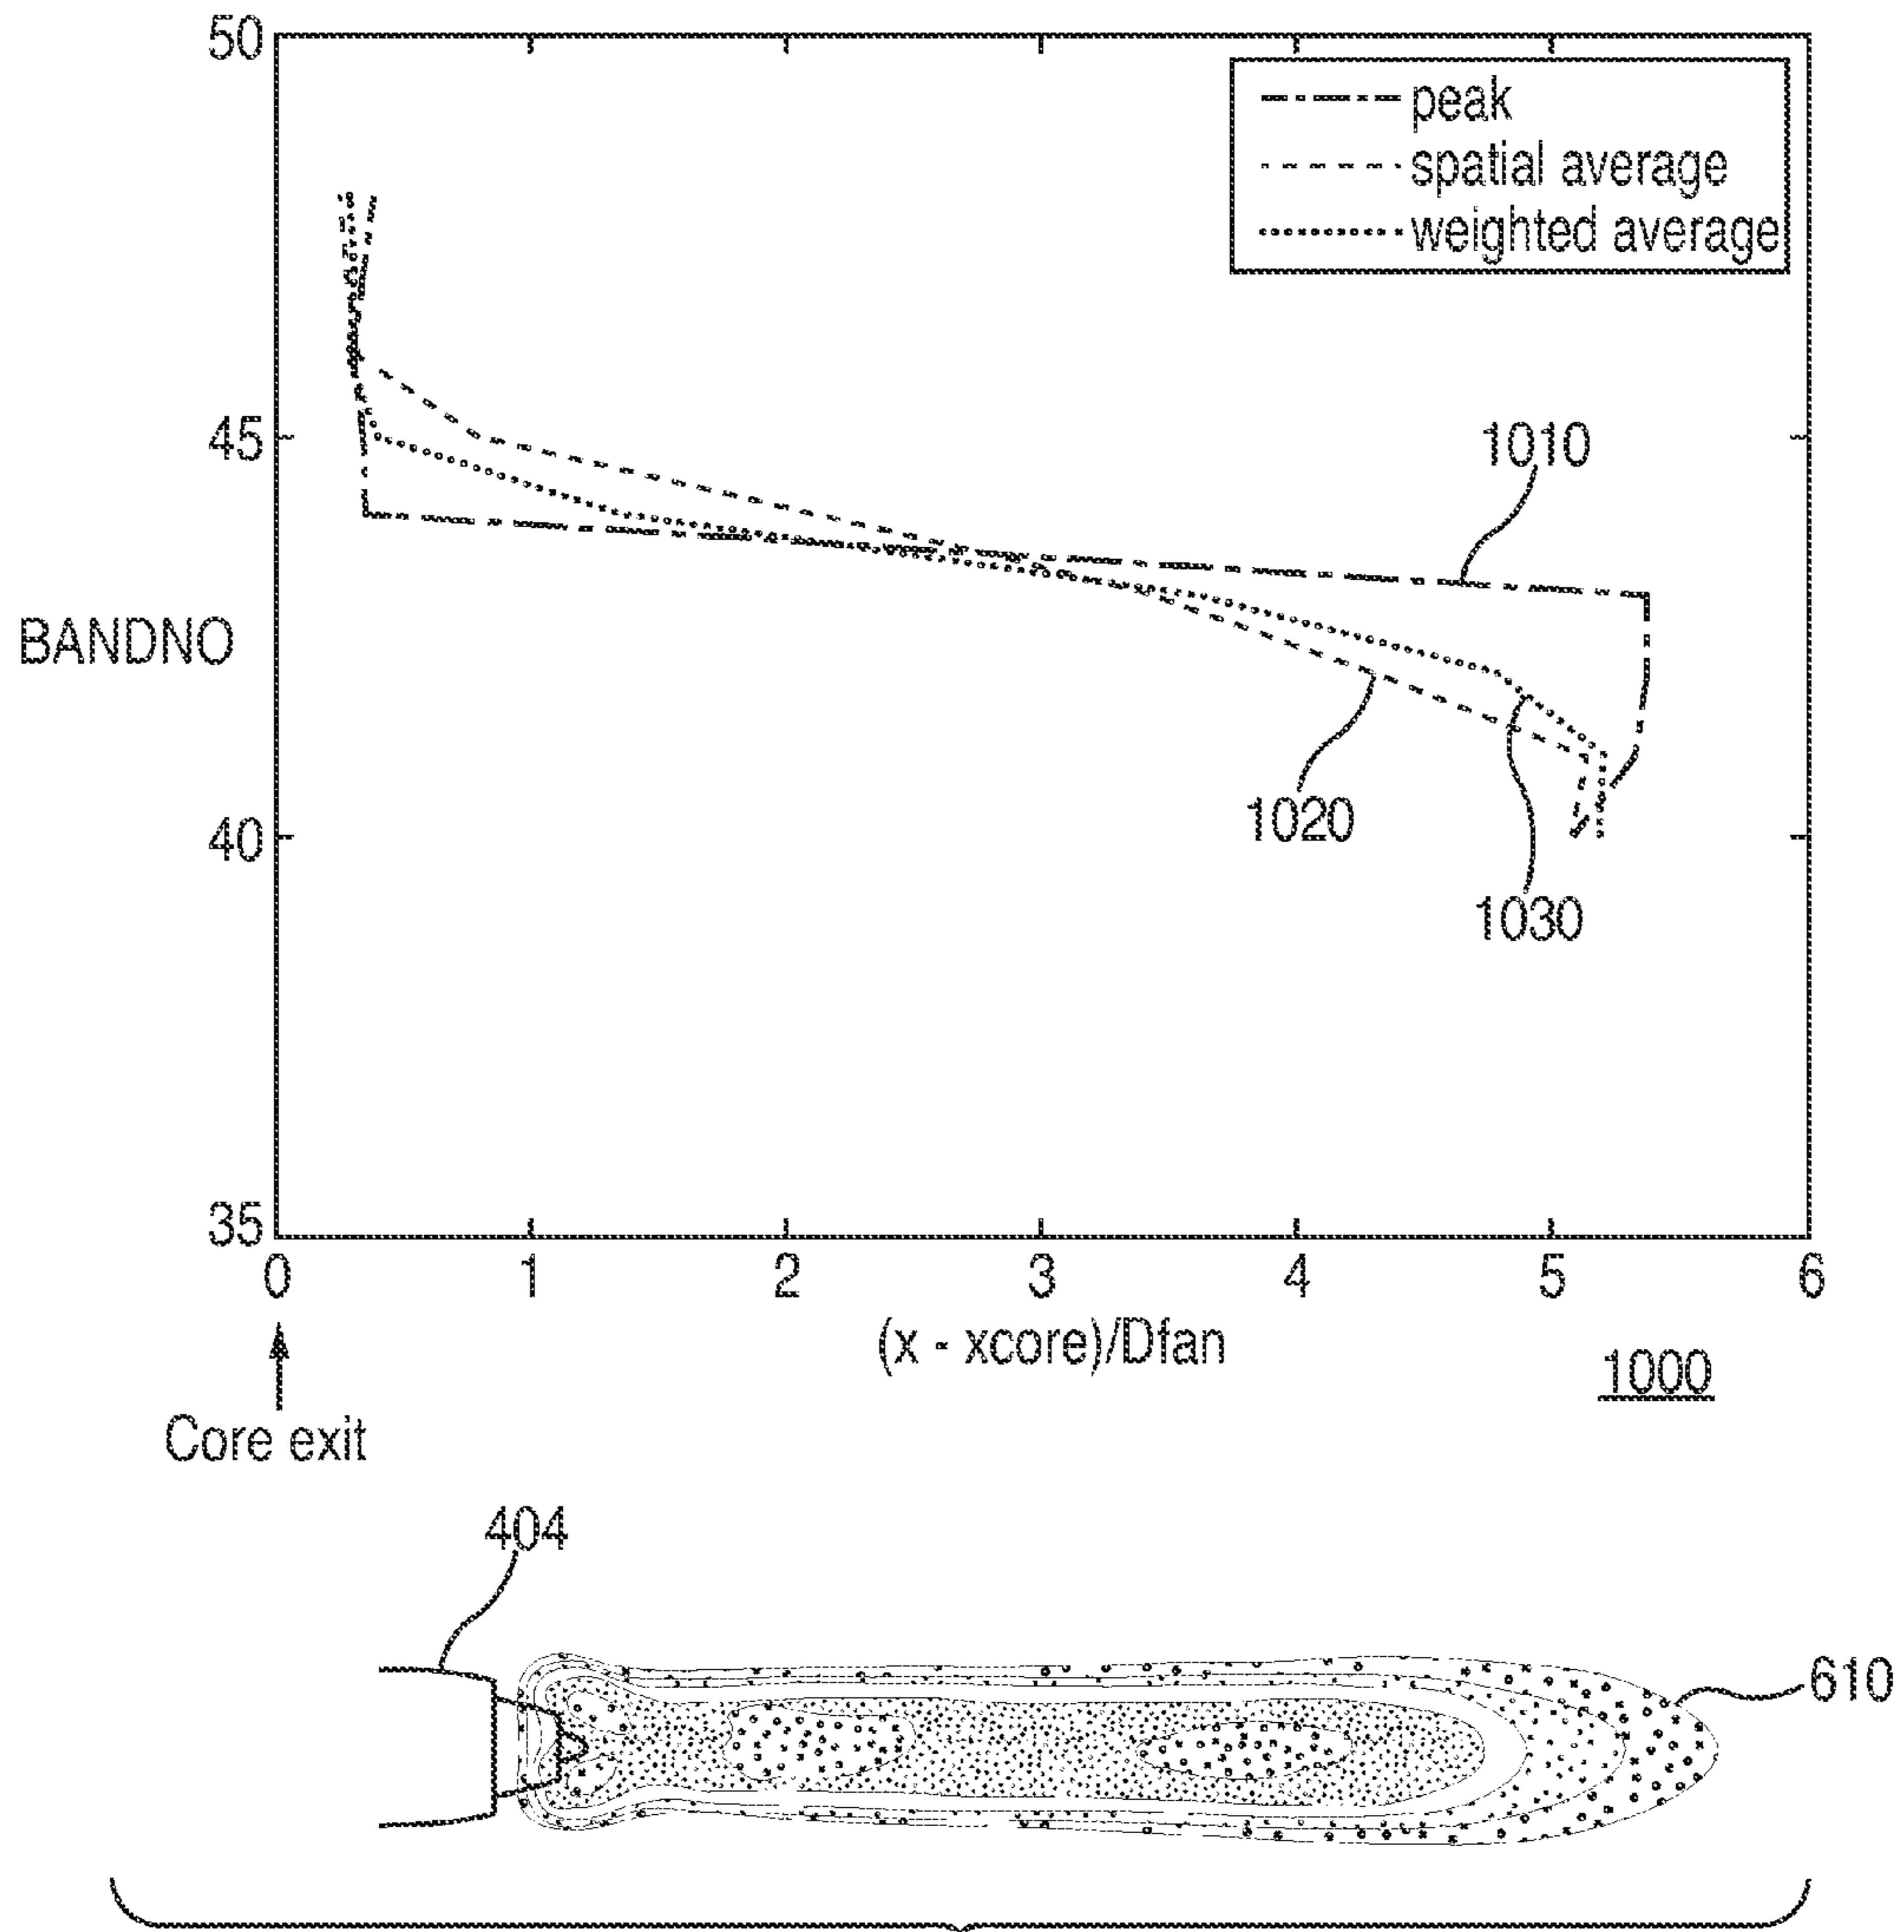 50
peak
spatial average
weighted average
45
1010
BANDNO
40
1020
1030
35
0 1 2 3 4 5 6
(x - xcore)/Dfan
1000
Core exit
404
610